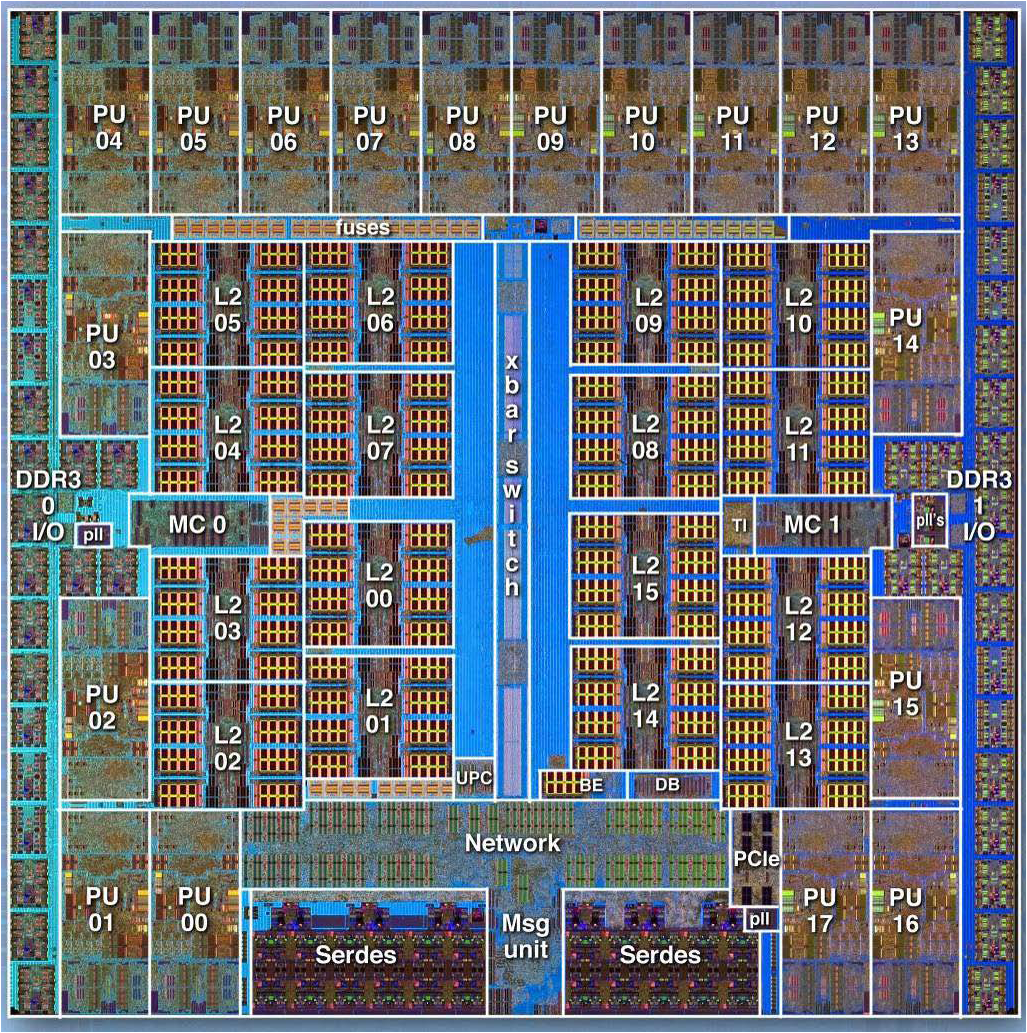 PU 04
PU 05
PU 06
PU 07
PU 08
PU 09
PU 10
PU 11
PU 12
PU 13
fuses
PU 03
L2 05
L2 06
xbar switch
L2 09
L2 10
PU 14
L2 04
L2 07
L2 08
L2 11
DDR3 0 I/O
pll
MC 0
TI
MC 1
pll's
DDR3 1 I/O
L2 03
L2 00
L2 15
L2 12
PU 02
L2 02
L2 01
L2 14
L2 13
PU 15
UPC
BE
DB
Network
PCIe
PU 01
PU 00
Msg unit
pll
PU 17
PU 16
Serdes
Serdes